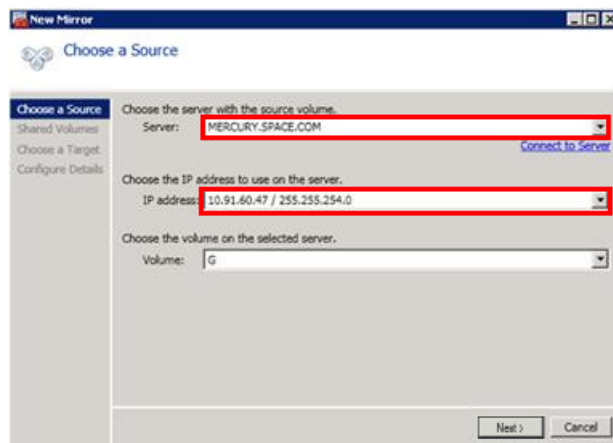 New Mirror
Choose a Source
Choose a Source
Shared Volumes
Choose a Target
Configure Details
Choose the server with the source volume.
Server: MERCURY.SPACE.COM
Connect to Server
Choose the IP address to use on the server.
IP address: 10.91.60.47 / 255.255.254.0
Choose the volume on the selected server.
Volume: G
Next > Cancel